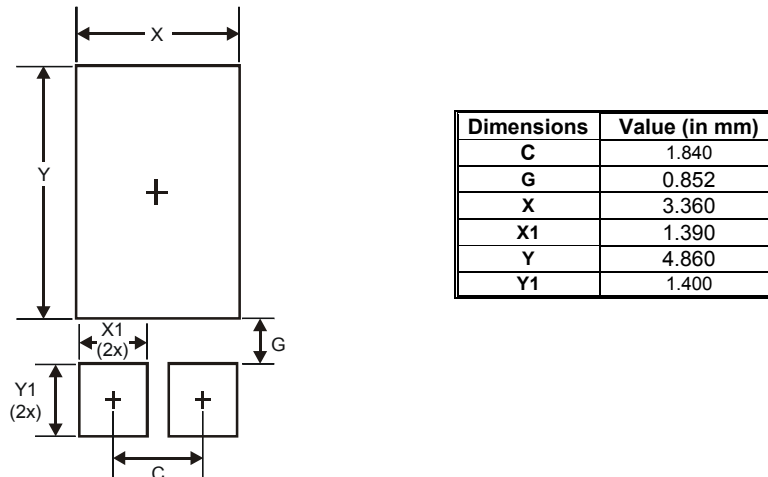 X
Y
X1
(2x)
G
Y1
(2x)
C
Dimensions Value (in mm)
C 1.840
G 0.852
X 3.360
X1 1.390
Y 4.860
Y1 1.400